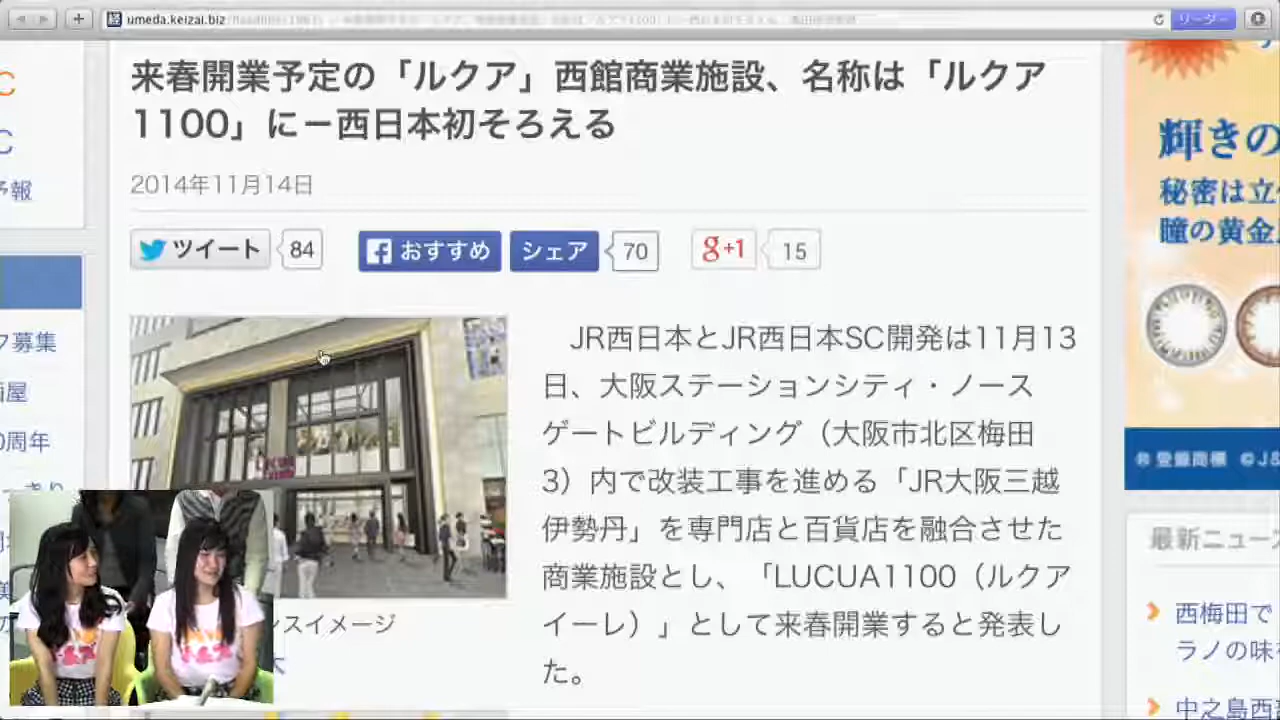 umeda.keizai.biz
リーダー
来春開業予定の「ルクア」西館商業施設、名称は「ルクア
1100」に－西日本初そろえる
2014年11月14日
ツイート 84 おすすめ シェア 70 g+1 15
JR西日本とJR西日本SC開発は11月13
日、大阪ステーションシティ・ノース
ゲートビルディング（大阪市北区梅田
3）内で改装工事を進める「JR大阪三越
伊勢丹」を専門店と百貨店を融合させた
商業施設とし、「LUCUA1100（ルクア
イーレ）」として来春開業すると発表し
た。
ンスイメージ
予報
ク募集
周年
輝きの
秘密は立
瞳の黄金
登録商標
最新ニュース
西梅田で
ラノの味
中之島西